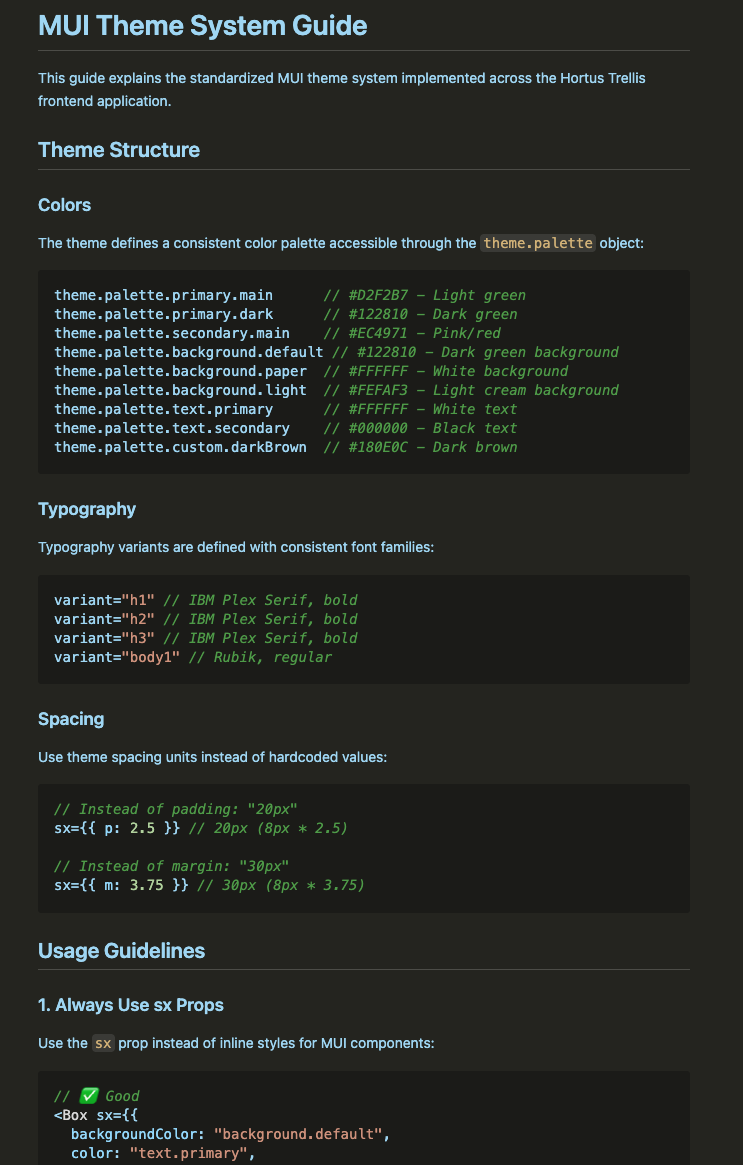 MUI Theme System Guide
This guide explains the standardized MUI theme system implemented across the Hortus Trellis
frontend application.
Theme Structure
Colors
The theme defines a consistent color palette accessible through the theme.palette object:
theme.palette.primary.main      // #D2F2B7 – Light green
theme.palette.primary.dark      // #122810 – Dark green
theme.palette.secondary.main    // #EC4971 – Pink/red
theme.palette.background.default // #122810 – Dark green background
theme.palette.background.paper  // #FFFFFF – White background
theme.palette.background.light  // #FEFAF3 – Light cream background
theme.palette.text.primary      // #FFFFFF – White text
theme.palette.text.secondary    // #000000 – Black text
theme.palette.custom.darkBrown  // #180E0C – Dark brown
Typography
Typography variants are defined with consistent font families:
variant="h1" // IBM Plex Serif, bold
variant="h2" // IBM Plex Serif, bold
variant="h3" // IBM Plex Serif, bold
variant="body1" // Rubik, regular
Spacing
Use theme spacing units instead of hardcoded values:
// Instead of padding: "20px"
sx={{ p: 2.5 }} // 20px (8px * 2.5)
// Instead of margin: "30px"
sx={{ m: 3.75 }} // 30px (8px * 3.75)
Usage Guidelines
1. Always Use sx Props
Use the sx prop instead of inline styles for MUI components:
// ✅ Good
<Box sx={{
  backgroundColor: "background.default",
  color: "text.primary",